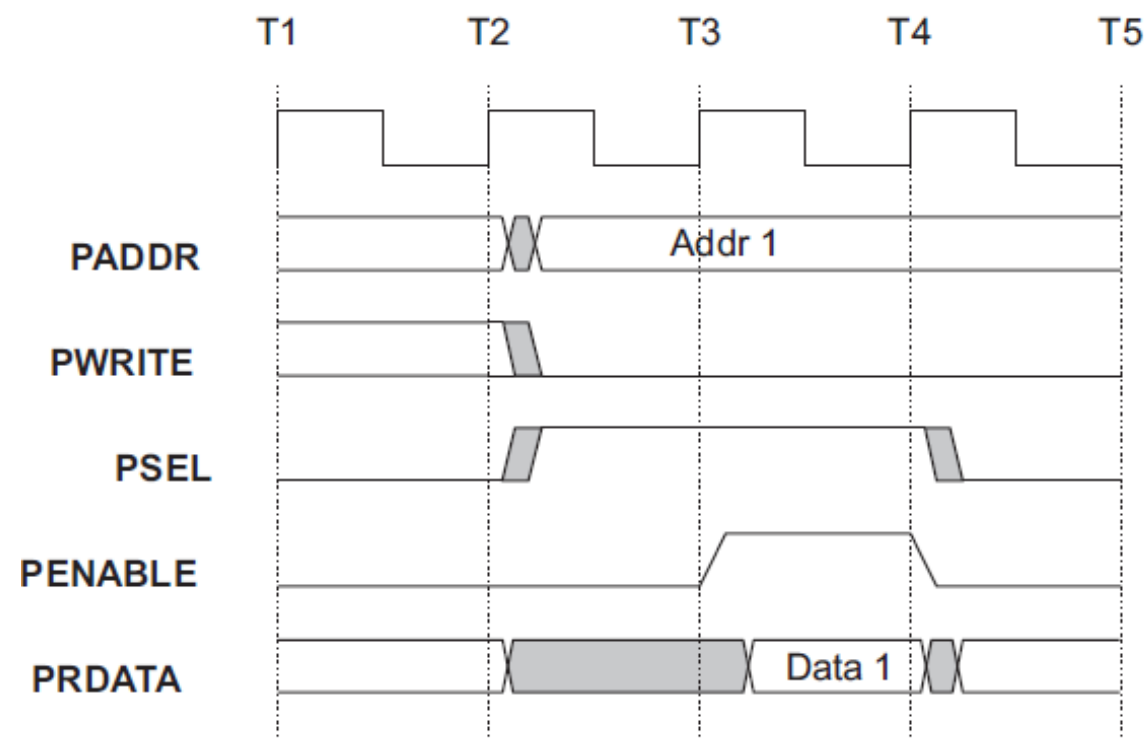 T1 T2 T3 T4 T5
PADDR Addr 1
PWRITE
PSEL
PENABLE
PRDATA Data 1